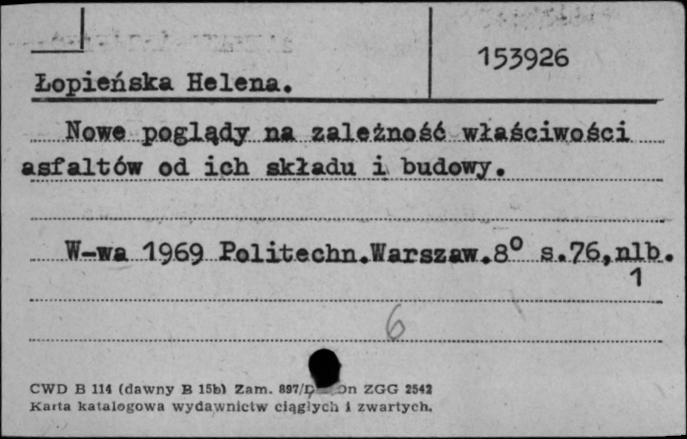 153926
Łopieńska Helena.
Nowe poglądy na zależność właściwości
asfaltów od ich składu i budowy.
W-wa 1969 Politechn.Warszaw.8° s.76,nlb.
1
6
CWD B 114 (dawny B 15b) Zam. 897/D on ZGG 2542
Karta katalogowa wydawnictw ciągłych i zwartych.